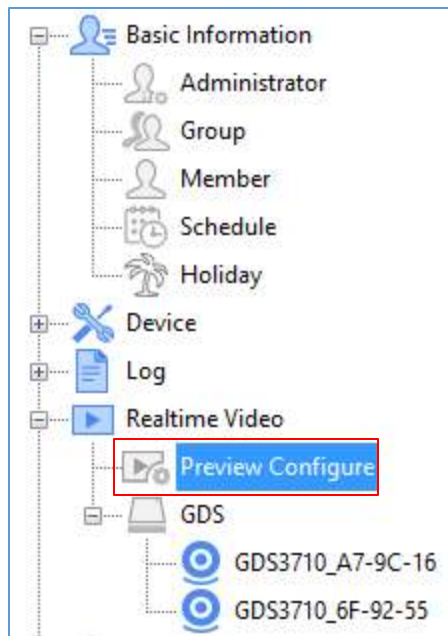 Basic Information
Administrator
Group
Member
Schedule
Holiday
Device
Log
Realtime Video
Preview Configure
GDS
GDS3710_A7-9C-16
GDS3710_6F-92-55